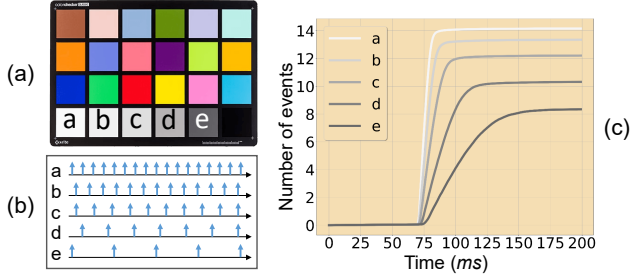 (a)
a b c d e
x-rite
(b)
a
b
c
d
e
Number of events
14
12
10
8
6
4
2
0
a
b
c
d
e
0 25 50 75 100 125 150 175 200
Time (ms)
(c)